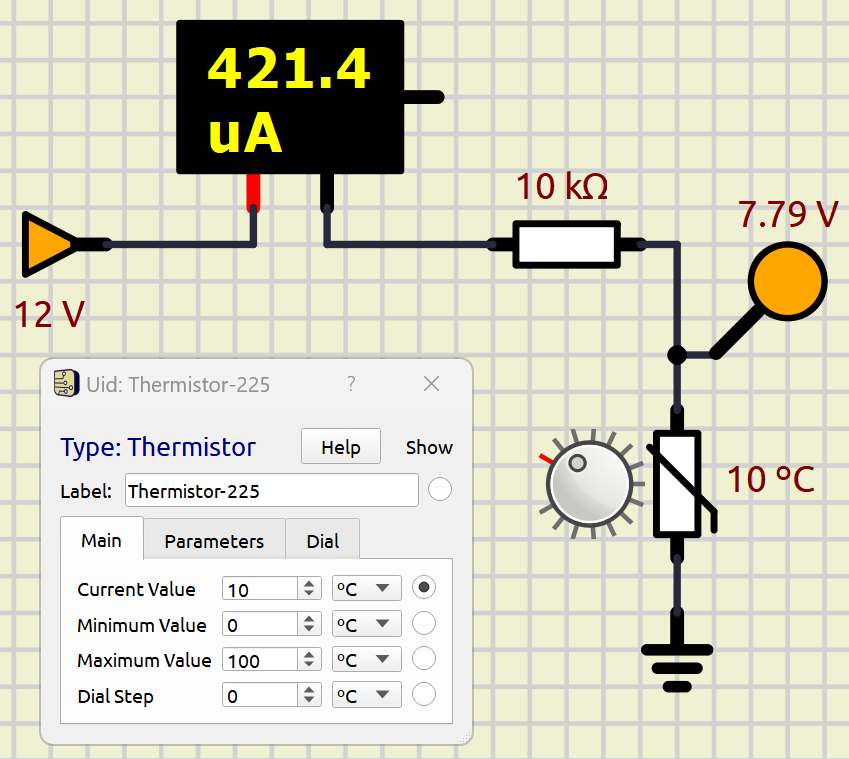 421.4
uA
10 kΩ
7.79 V
12 V
Uid: Thermistor-225 ?
Type: Thermistor Help Show
Label: Thermistor-225
Main Parameters Dial
Current Value 10 ºC
Minimum Value 0 ºC
Maximum Value 100 ºC
Dial Step 0 ºC
10 ºC